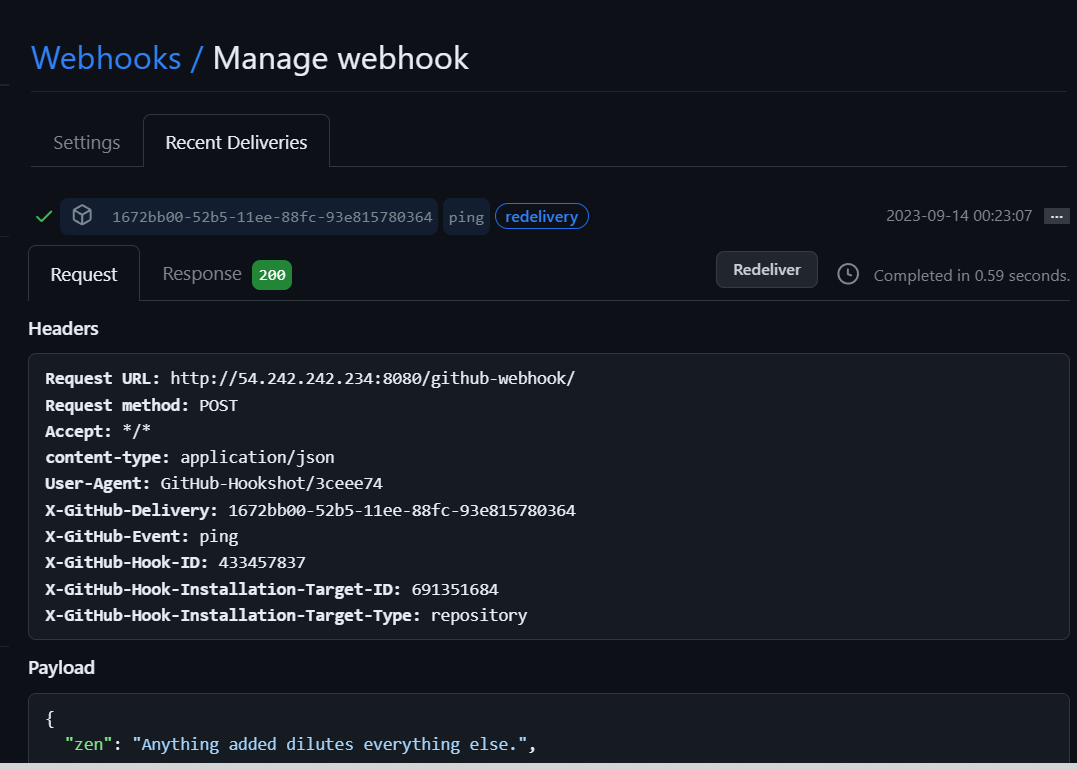 Webhooks / Manage webhook
Settings
Recent Deliveries
1672bb00-52b5-11ee-88fc-93e815780364 ping redelivery 2023-09-14 00:23:07 ...
Request Response 200 Redeliver Completed in 0.59 seconds.
Headers
Request URL: http://54.242.242.234:8080/github-webhook/
Request method: POST
Accept: */*
content-type: application/json
User-Agent: GitHub-Hookshot/3ceee74
X-GitHub-Delivery: 1672bb00-52b5-11ee-88fc-93e815780364
X-GitHub-Event: ping
X-GitHub-Hook-ID: 433457837
X-GitHub-Hook-Installation-Target-ID: 691351684
X-GitHub-Hook-Installation-Target-Type: repository
Payload
{
"zen": "Anything added dilutes everything else.",